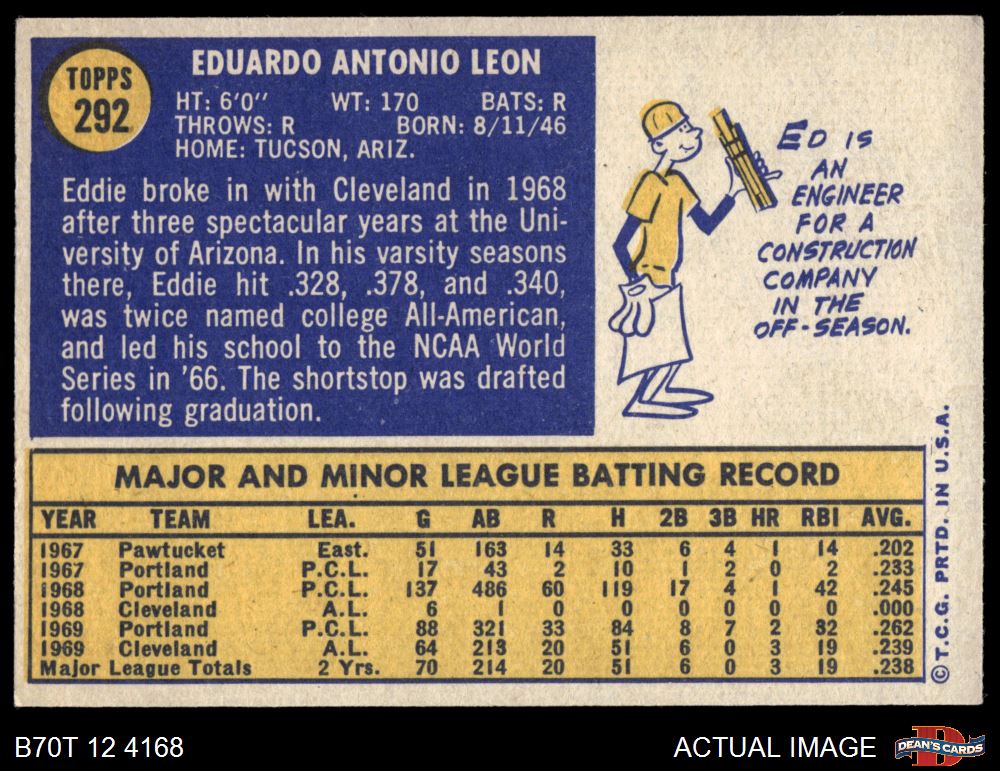 TOPPS
292
EDUARDO ANTONIO LEON
HT: 6'0" WT: 170 BATS: R
THROWS: R BORN: 8/11/46
HOME: TUCSON, ARIZ.
Eddie broke in with Cleveland in 1968
after three spectacular years at the Uni-
versity of Arizona. In his varsity seasons
there, Eddie hit .328, .378, and .340,
was twice named college All-American,
and led his school to the NCAA World
Series in '66. The shortstop was drafted
following graduation.
ED IS
AN
ENGINEER
FOR A
CONSTRUCTION
COMPANY
IN THE
OFF-SEASON.
MAJOR AND MINOR LEAGUE BATTING RECORD
YEAR TEAM LEA. G AB R H 2B 3B HR RBI AVG.
1967 Pawtucket East. 51 163 14 33 6 4 1 14 .202
1967 Portland P.C.L. 17 43 2 10 1 2 0 2 .233
1968 Portland P.C.L. 137 486 60 119 17 4 1 42 .245
1968 Cleveland A.L. 6 1 0 0 0 0 0 0 .000
1969 Portland P.C.L. 88 321 33 84 8 7 2 32 .262
1969 Cleveland A.L. 64 213 20 51 6 0 3 19 .239
Major League Totals 2 Yrs. 70 214 20 51 6 0 3 19 .238
© T.C.G. PRTD. IN U.S.A.
B70T 12 4168
ACTUAL IMAGE
DEAN'S CARDS